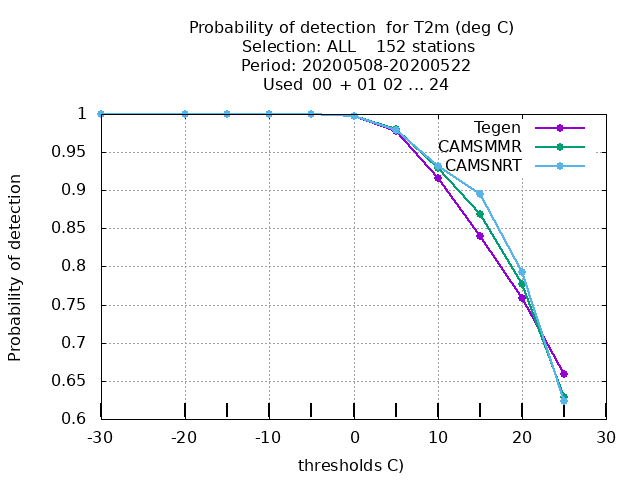 Probability of detection  for T2m (deg C)
Selection: ALL    152 stations
Period: 20200508-20200522
Used  00 + 01 02 ... 24
Probability of detection
1
0.95
0.9
0.85
0.8
0.75
0.7
0.65
0.6
Tegen
CAMSMMR
CAMSNRT
-30 -20 -10 0 10 20 30
thresholds C)